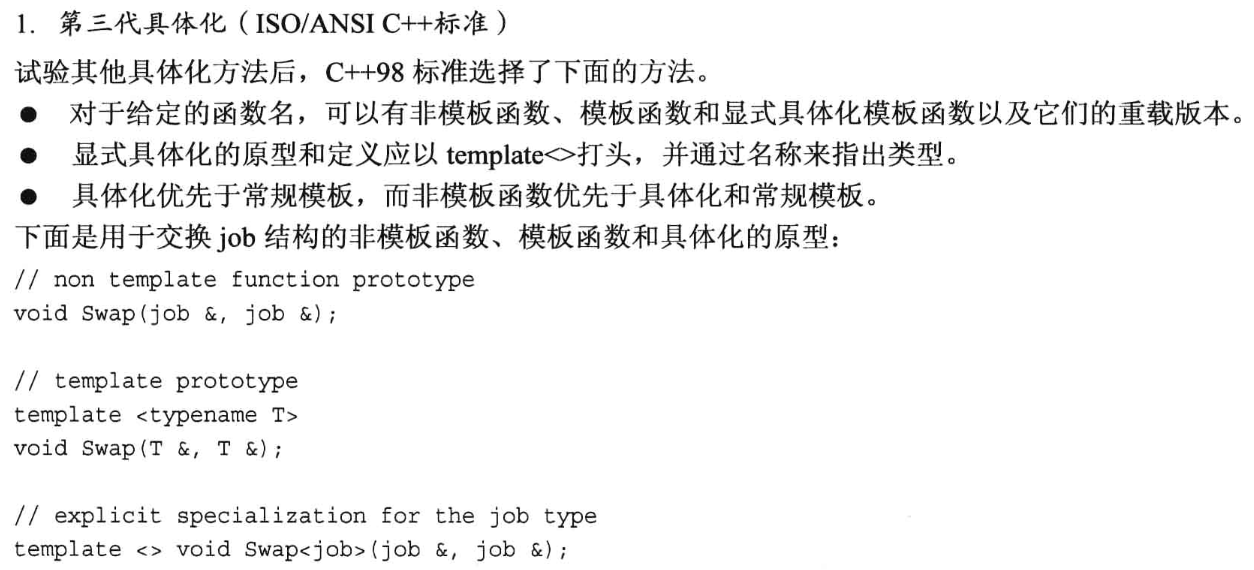 1. 第三代具体化（ISO/ANSI C++标准）
试验其他具体化方法后，C++98 标准选择了下面的方法。
● 对于给定的函数名，可以有非模板函数、模板函数和显式具体化模板函数以及它们的重载版本。
● 显式具体化的原型和定义应以 template<>打头，并通过名称来指出类型。
● 具体化优先于常规模板，而非模板函数优先于具体化和常规模板。
下面是用于交换 job 结构的非模板函数、模板函数和具体化的原型：
// non template function prototype
void Swap(job &, job &);
// template prototype
template <typename T>
void Swap(T &, T &);
// explicit specialization for the job type
template <> void Swap<job>(job &, job &);